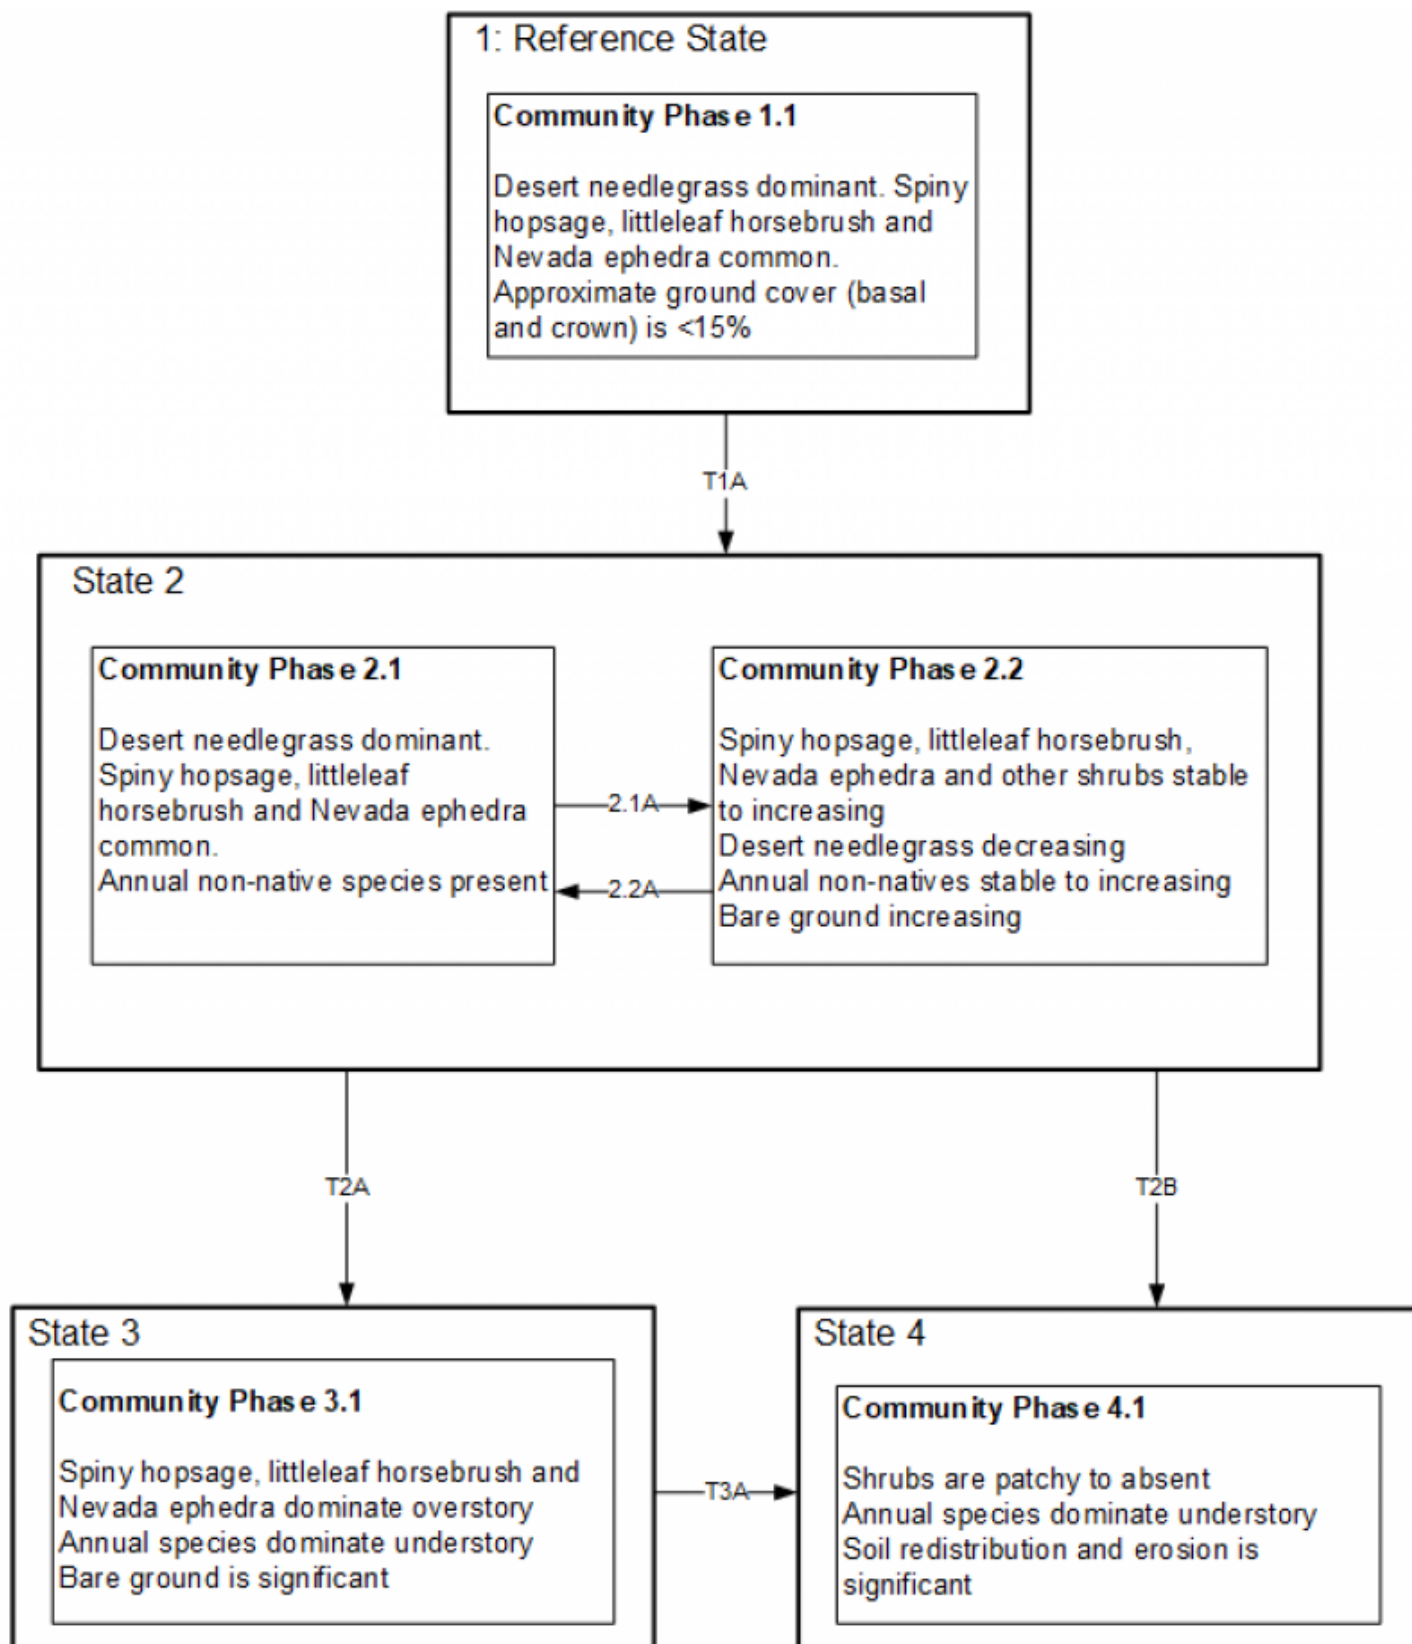 1: Reference State
Community Phase 1.1
Desert needlegrass dominant. Spiny
hopsage, littleleaf horsebrush and
Nevada ephedra common.
Approximate ground cover (basal
and crown) is <15%
T1A
State 2
Community Phase 2.1
Desert needlegrass dominant.
Spiny hopsage, littleleaf
horsebrush and Nevada ephedra
common.
Annual non-native species present
2.1A
2.2A
Community Phase 2.2
Spiny hopsage, littleleaf horsebrush,
Nevada ephedra and other shrubs stable
to increasing
Desert needlegrass decreasing
Annual non-natives stable to increasing
Bare ground increasing
T2A
T2B
State 3
Community Phase 3.1
Spiny hopsage, littleleaf horsebrush and
Nevada ephedra dominate overstory
Annual species dominate understory
Bare ground is significant
T3A
State 4
Community Phase 4.1
Shrubs are patchy to absent
Annual species dominate understory
Soil redistribution and erosion is
significant